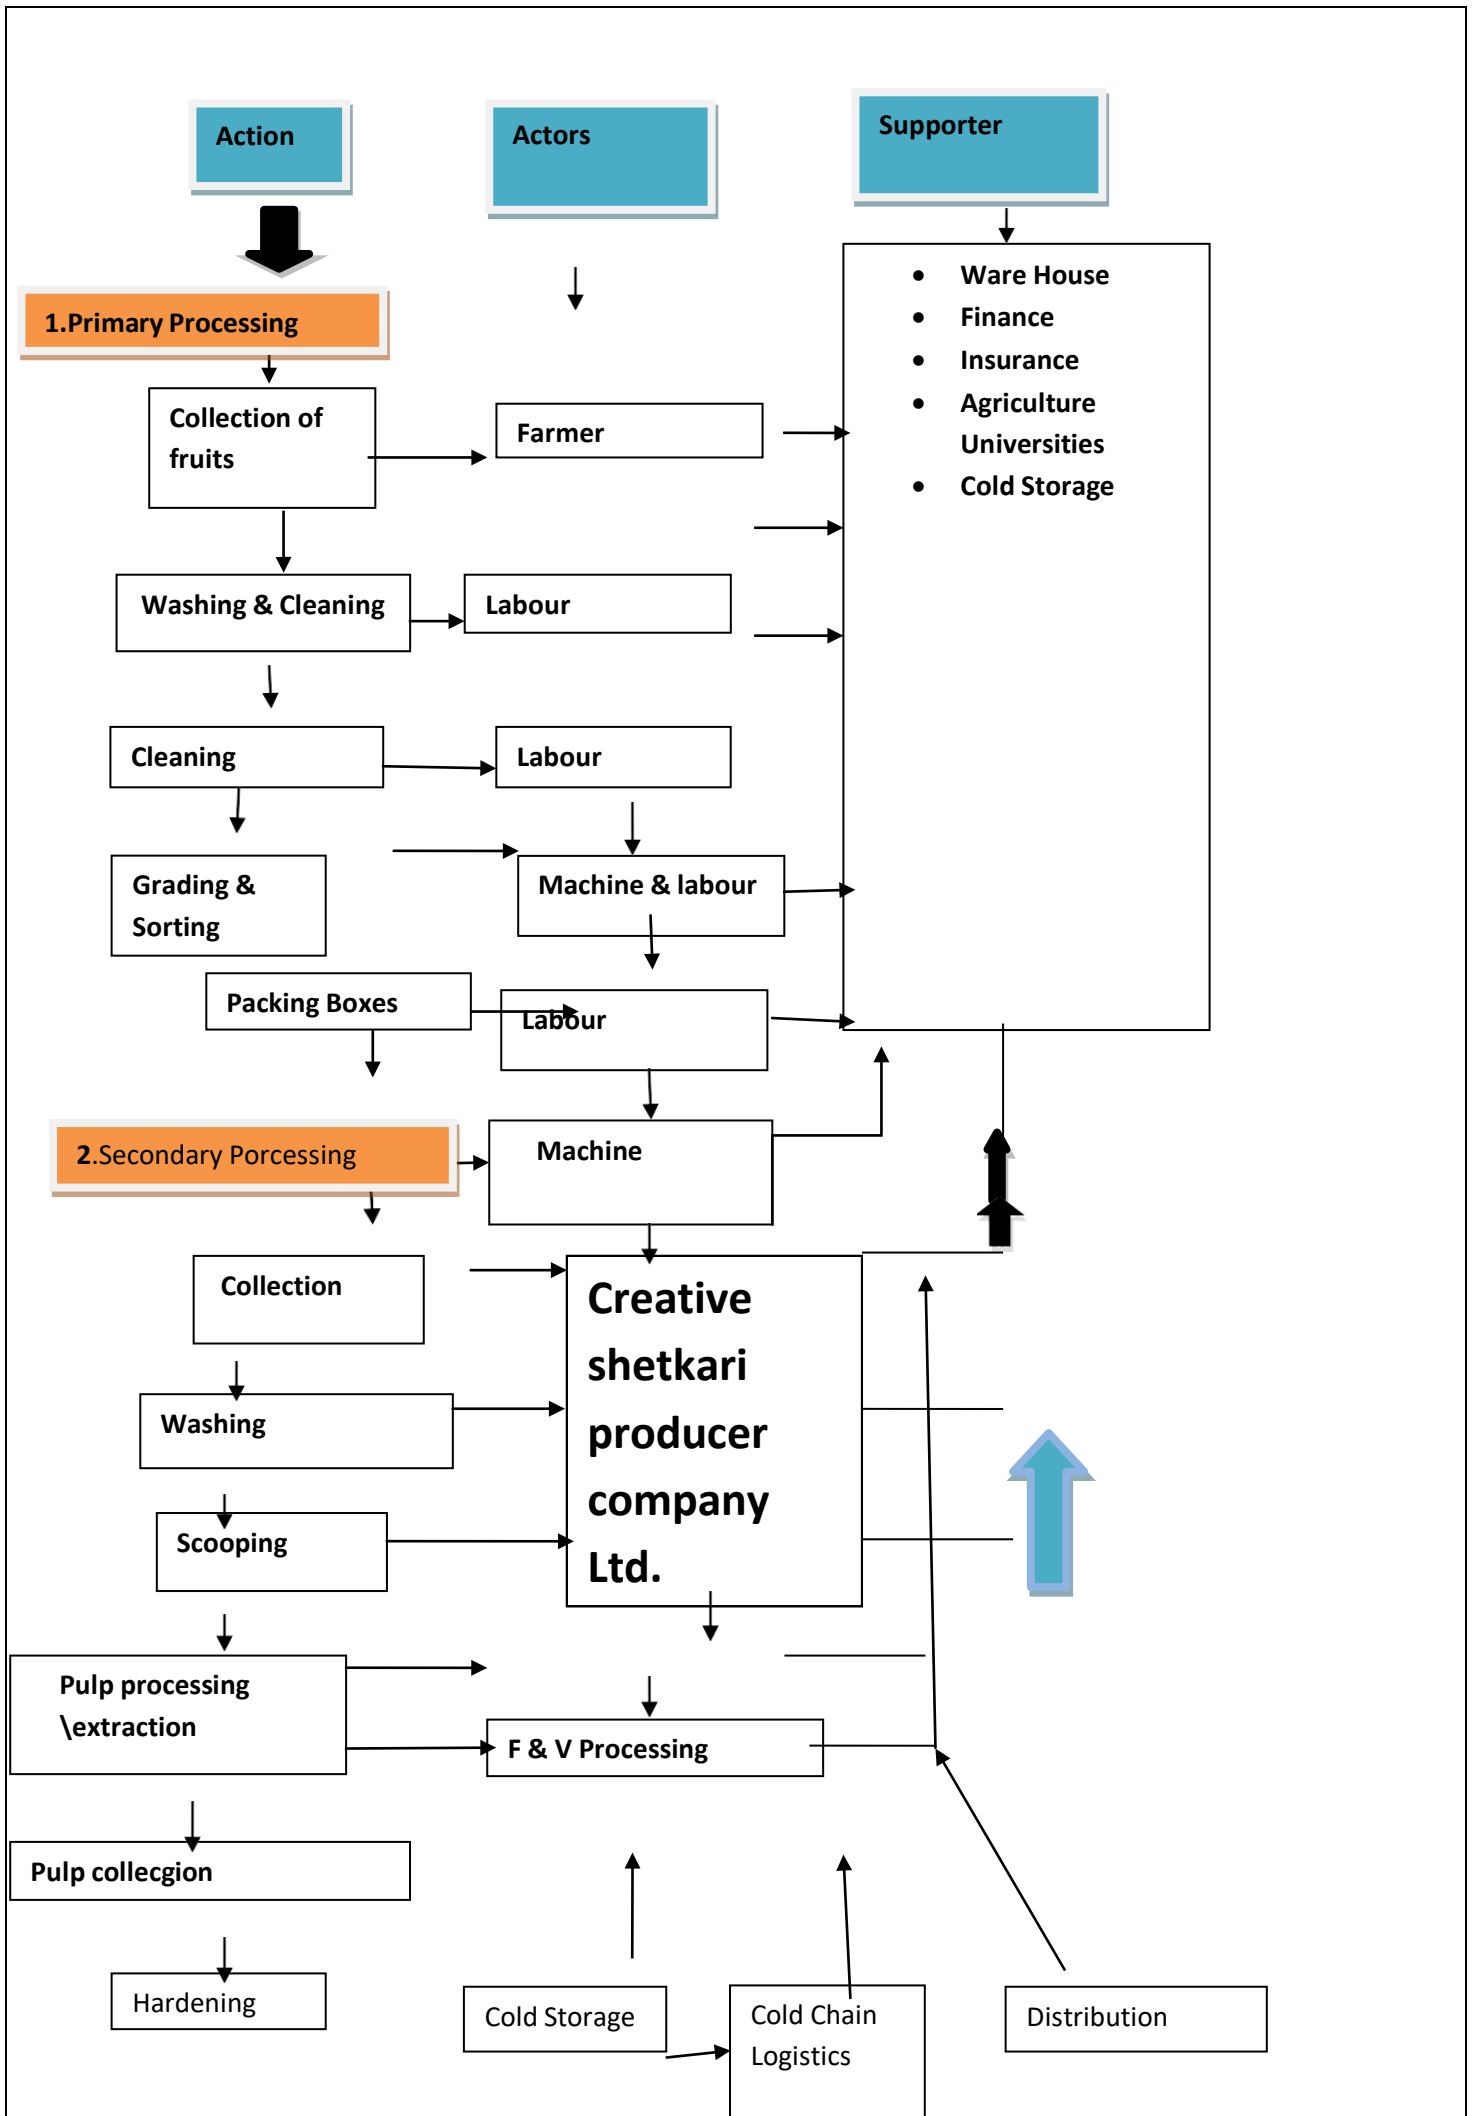 Action
Actors
Supporter
1.Primary Processing
• Ware House
• Finance
• Insurance
• Agriculture
Universities
• Cold Storage
Collection of
fruits
Farmer
Washing & Cleaning
Labour
Cleaning
Labour
Grading &
Sorting
Machine & labour
Packing Boxes
Labour
2.Secondary Porcessing
Machine
Collection
Creative
shetkari
producer
company
Ltd.
Washing
Scooping
Pulp processing
\extraction
F & V Processing
Pulp collecgion
Hardening
Cold Storage
Cold Chain
Logistics
Distribution